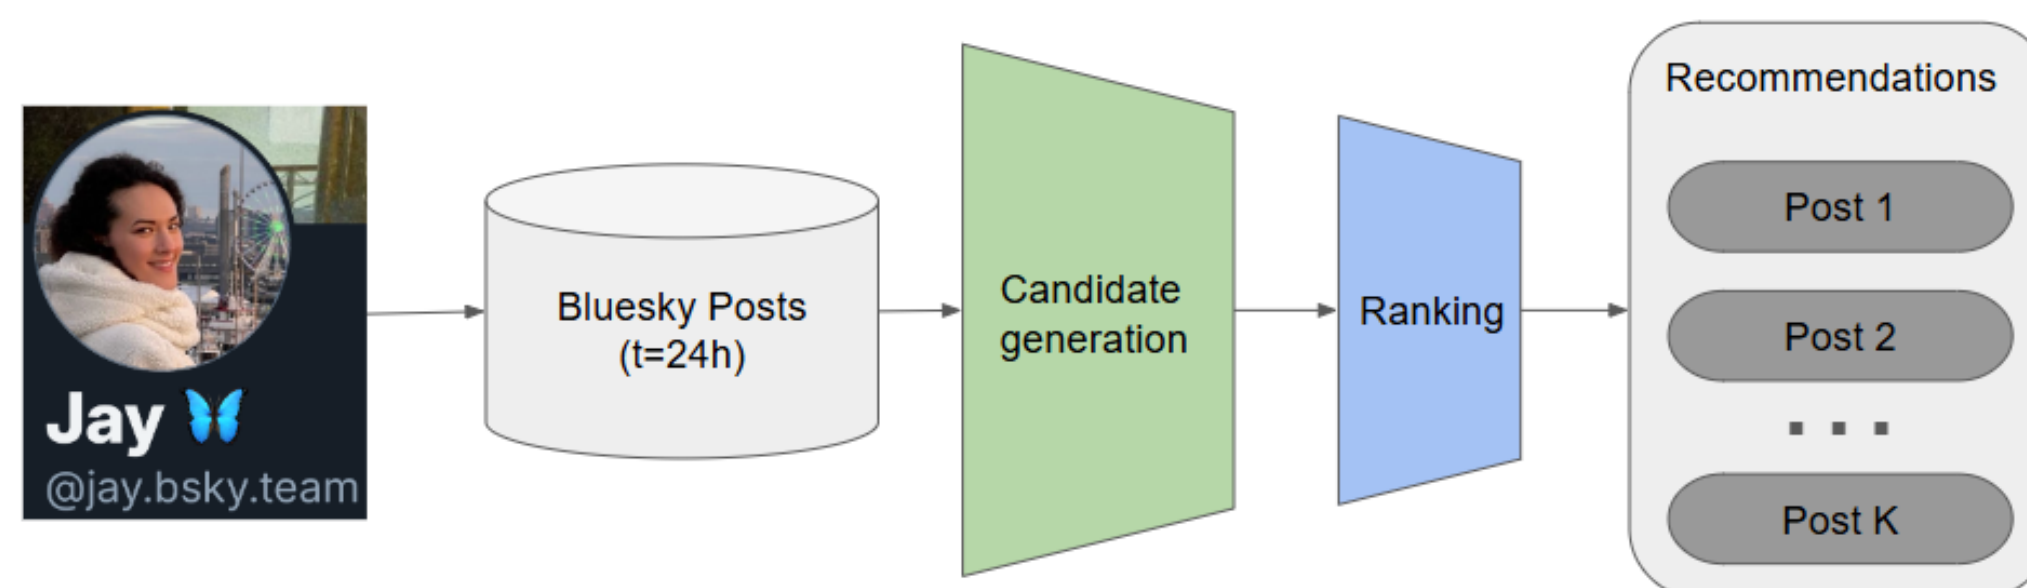 Jay 🦋
@jay.bsky.team
Bluesky Posts
(t=24h)
Candidate
generation
Ranking
Recommendations
Post 1
Post 2
...
Post K